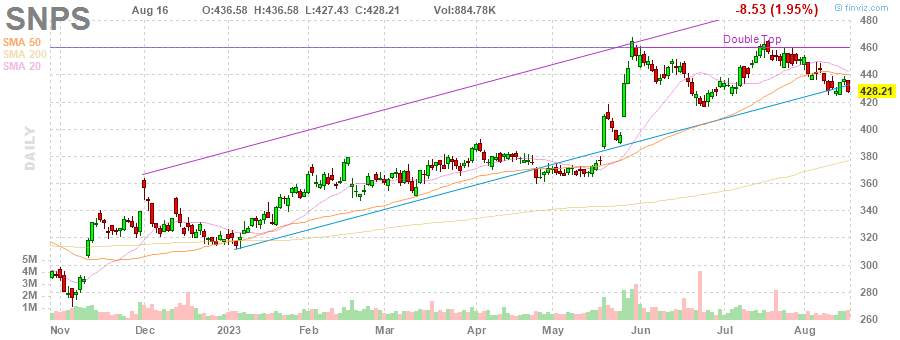 SNPS
Aug 16 O:436.58 H:436.58 L:427.43 C:428.21 Vol:884.78K -8.53 (1.95%) © finviz.com
SMA 50
SMA 200
SMA 20
DAILY
Double Top
480
460
440
428.21
420
400
380
360
340
320
300
280
260
5M
4M
3M
2M
1M
Nov Dec 2023 Feb Mar Apr May Jun Jul Aug